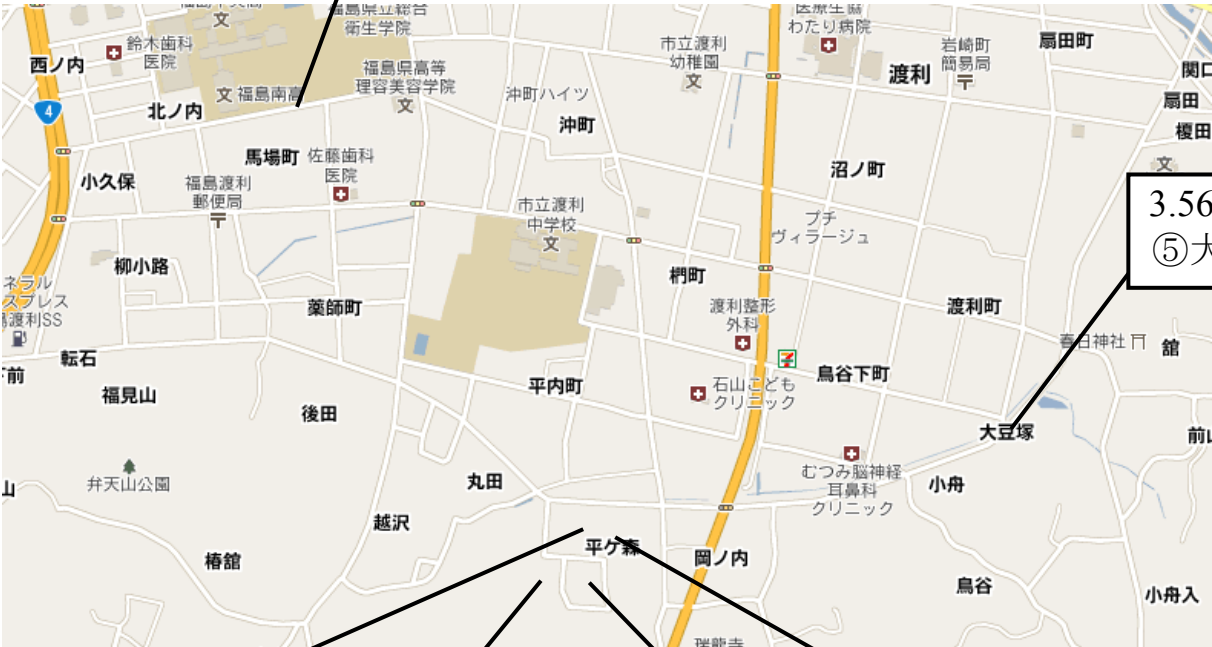 福島県立総合
衛生学院
医療生協
わたり病院
鈴木歯科
医院
西ノ内
市立渡利
幼稚園
岩崎町
簡易局
扇田町
福島県高等
理容美容学院
渡利
関口
福島南高
沖町ハイツ
扇田
4
北ノ内
沖町
榎田
馬場町
佐藤歯科
医院
小久保
福島渡利
郵便局
沼ノ町
市立渡利
中学校
3.56
⑤大
プチ
ヴィラージュ
柳小路
椚町
ネラル
スプレス
渡利SS
薬師町
渡利整形
外科
渡利町
春日神社
舘
転石
前
7
鳥谷下町
福見山
平内町
石山こども
クリニック
後田
大豆塚
前山
弁天山公園
山
丸田
むつみ脳神経
耳鼻科
クリニック
小舟
越沢
椿舘
平ケ森
岡ノ内
鳥谷
小舟入
瑞龍寺